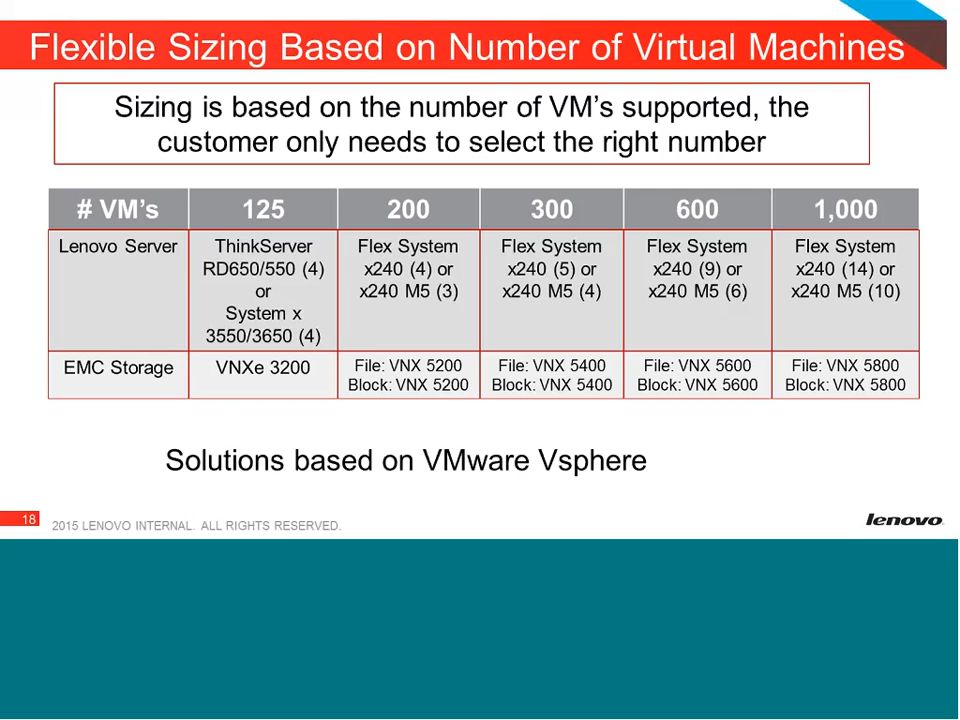 Flexible Sizing Based on Number of Virtual Machines
Sizing is based on the number of VM's supported, the
customer only needs to select the right number
# VM's 125 200 300 600 1,000
Lenovo Server
ThinkServer
RD650/550 (4)
or
System x
3550/3650 (4)
Flex System
x240 (4) or
x240 M5 (3)
Flex System
x240 (5) or
x240 M5 (4)
Flex System
x240 (9) or
x240 M5 (6)
Flex System
x240 (14) or
x240 M5 (10)
EMC Storage
VNXe 3200
File: VNX 5200
Block: VNX 5200
File: VNX 5400
Block: VNX 5400
File: VNX 5600
Block: VNX 5600
File: VNX 5800
Block: VNX 5800
Solutions based on VMware Vsphere
18
2015 LENOVO INTERNAL. ALL RIGHTS RESERVED.
lenovo